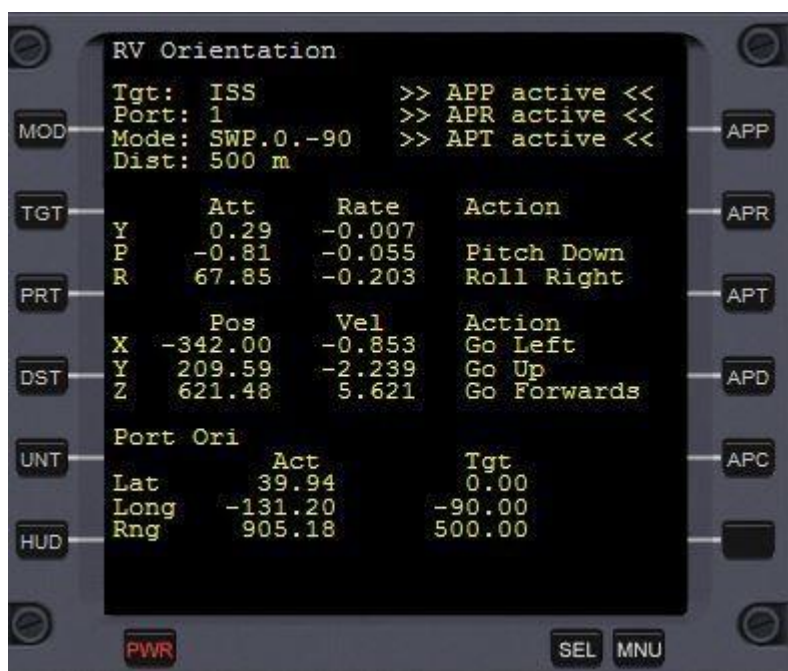 RV Orientation
Tgt: ISS >> APP active <<
Port: 1 >> APR active <<
Mode: SWP.0.-90 >> APT active <<
Dist: 500 m
Att Rate Action
Y 0.29 -0.007
P -0.81 -0.055 Pitch Down
R 67.85 -0.203 Roll Right
Pos Vel Action
X -342.00 -0.853 Go Left
Y 209.59 -2.239 Go Up
Z 621.48 5.621 Go Forwards
Port Ori
Act Tgt
Lat 39.94 0.00
Long -131.20 -90.00
Rng 905.18 500.00
MOD
TGT
PRT
DST
UNT
HUD
APP
APR
APT
APD
APC
PWR
SEL MNU